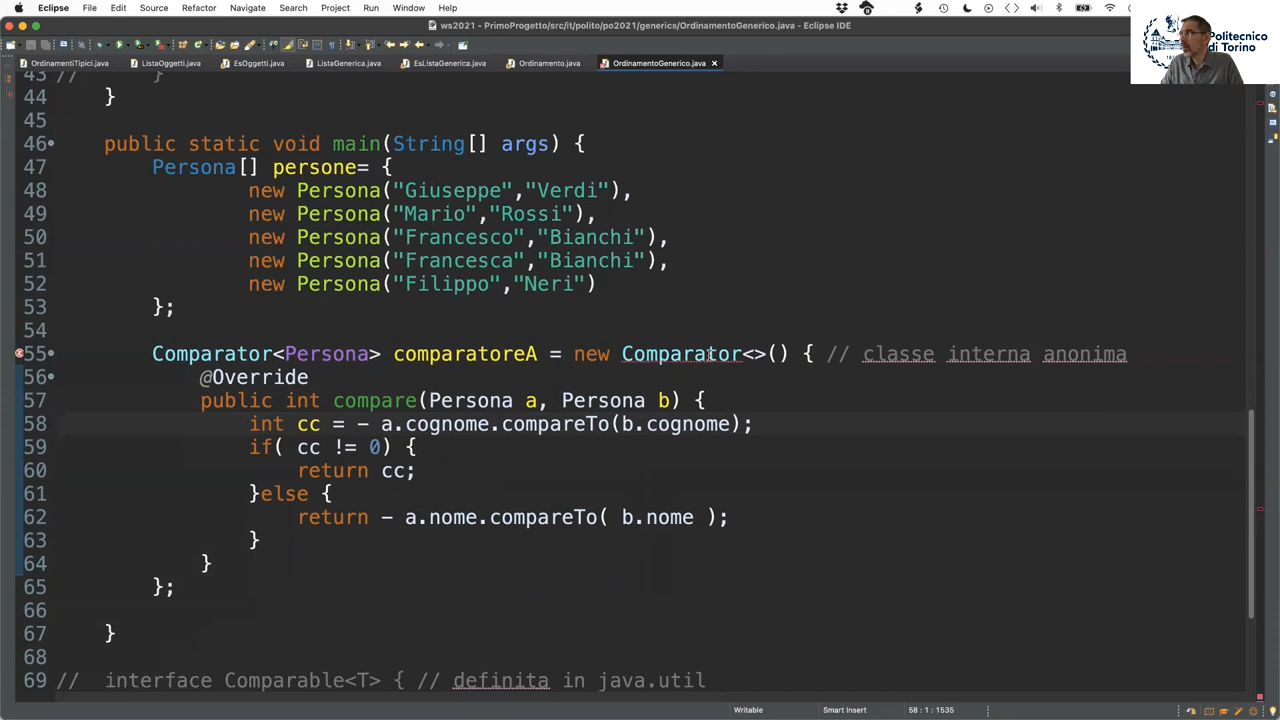 Eclipse File Edit Source Refactor Navigate Search Project Run Window Help
ws2021 - PrimoProgetto/src/it/polito/po2021/generics/OrdinamentoGenerico.java - Eclipse IDE
Politecnico
di Torino
OrdinamentiTipici.java ListaOggetti.java EsOggetti.java ListaGenerica.java EsListaGenerica.java Ordinamento.java OrdinamentoGenerico.java
43 // }
44 }
45
46 public static void main(String[] args) {
47 Persona[] persone= {
48 new Persona("Giuseppe","Verdi"),
49 new Persona("Mario","Rossi"),
50 new Persona("Francesco","Bianchi"),
51 new Persona("Francesca","Bianchi"),
52 new Persona("Filippo","Neri")
53 };
54
55 Comparator<Persona> comparatoreA = new Comparator<>() { // classe interna anonima
56 @Override
57 public int compare(Persona a, Persona b) {
58 int cc = - a.cognome.compareTo(b.cognome);
59 if( cc != 0) {
60 return cc;
61 }else {
62 return - a.nome.compareTo( b.nome );
63 }
64 }
65 };
66
67 }
68
69 // interface Comparable<T> { // definita in java.util
Writable Smart Insert 58 : 1 : 1535